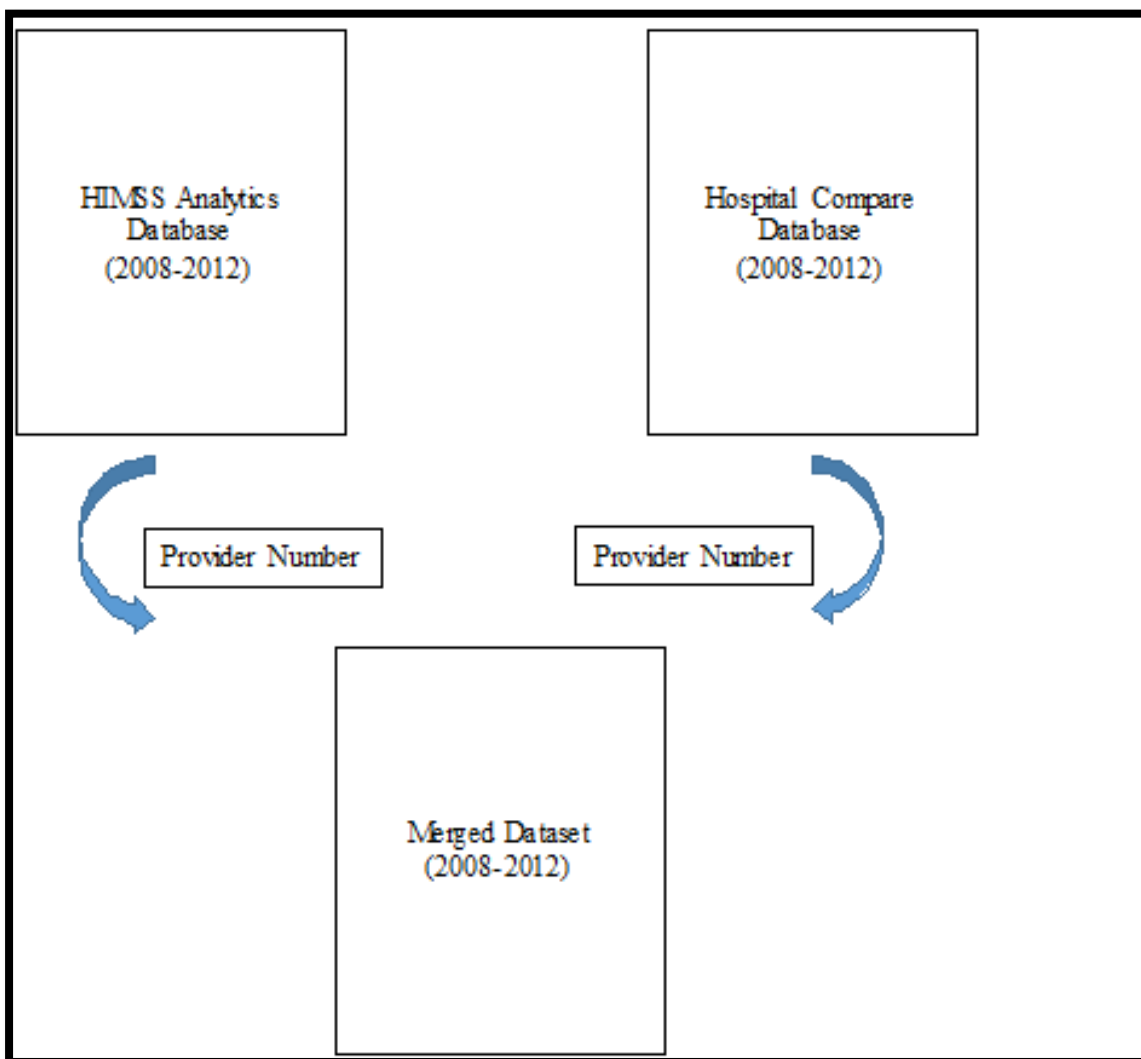 HIMSS Analytics
Database
(2008-2012)
Hospital Compare
Database
(2008-2012)
Provider Number
Provider Number
Merged Dataset
(2008-2012)